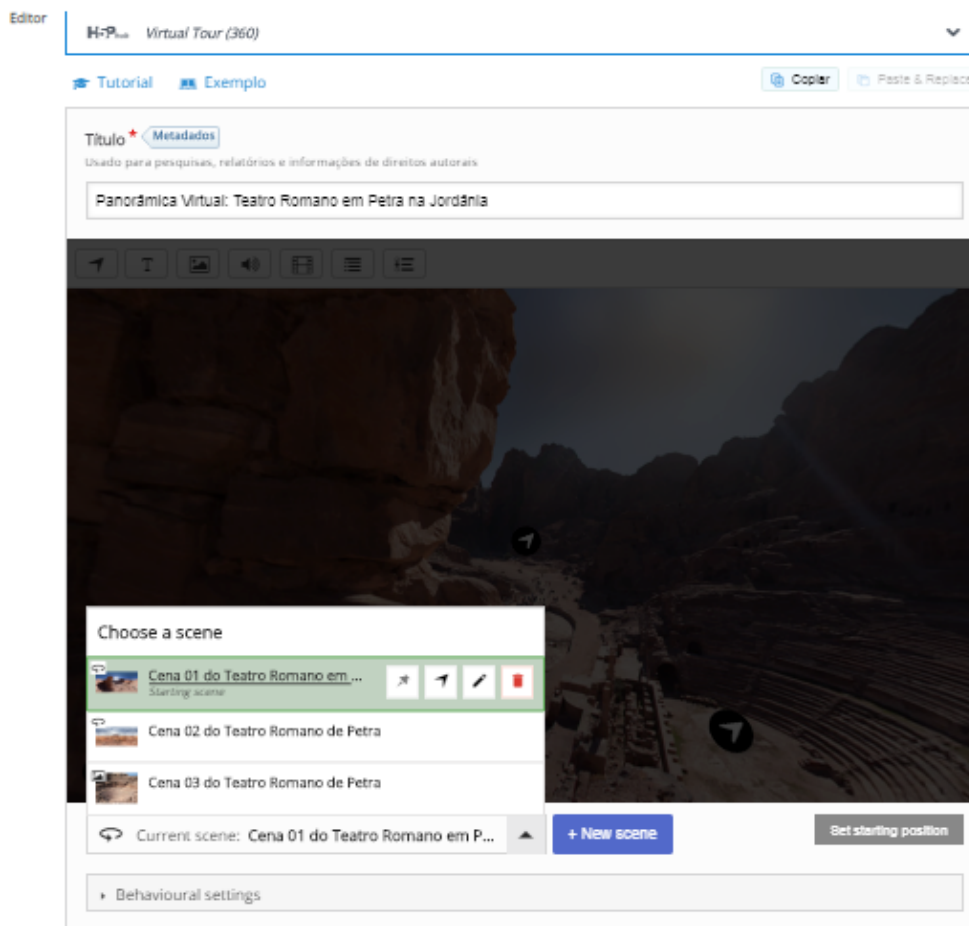 Editor
H5P Virtual Tour (360)
Tutorial Exemplo Copiar Paste & Replace
Título * Metadados
Usado para pesquisas, relatórios e informações de direitos autorais
Panorâmica Virtual: Teatro Romano em Petra na Jordânia
T
Choose a scene
Cena 01 do Teatro Romano em ...
Starting scene
Cena 02 do Teatro Romano de Petra
Cena 03 do Teatro Romano de Petra
Current scene: Cena 01 do Teatro Romano em P... + New scene Set starting position
Behavioural settings